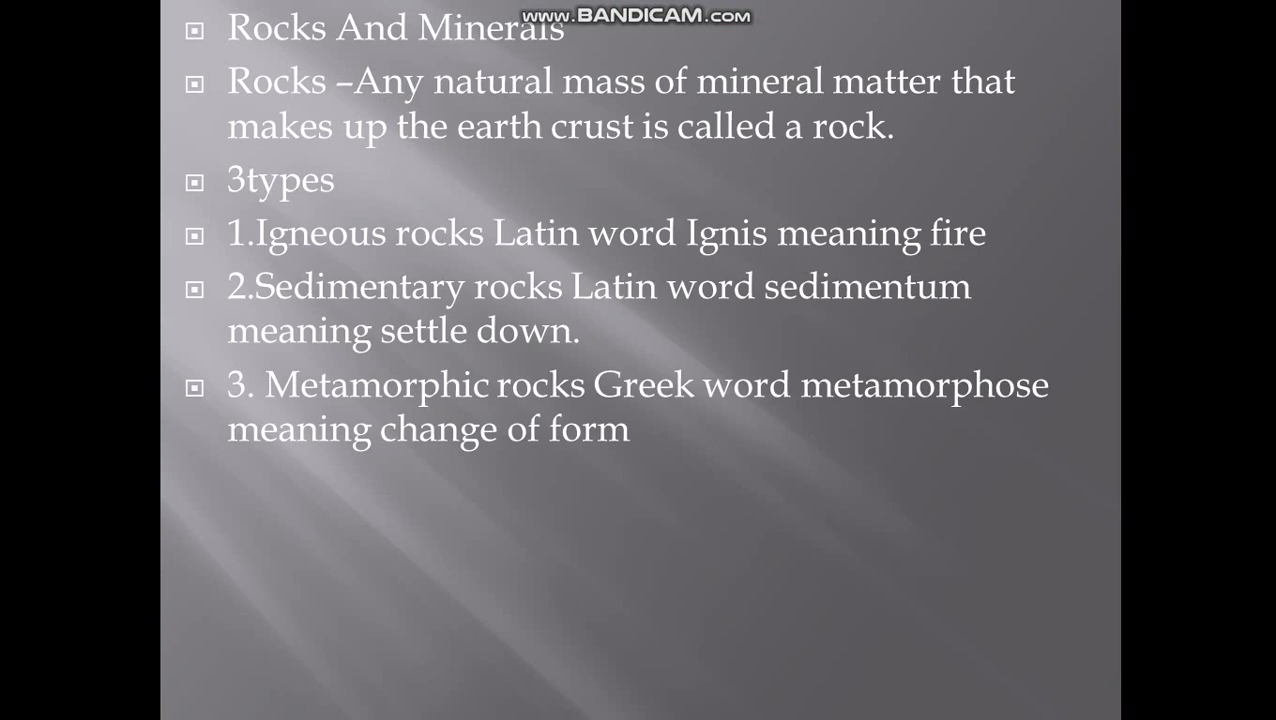 www.BANDICAM.com
Rocks And Minerals
Rocks –Any natural mass of mineral matter that
makes up the earth crust is called a rock.
3types
1.Igneous rocks Latin word Ignis meaning fire
2.Sedimentary rocks Latin word sedimentum
meaning settle down.
3. Metamorphic rocks Greek word metamorphose
meaning change of form